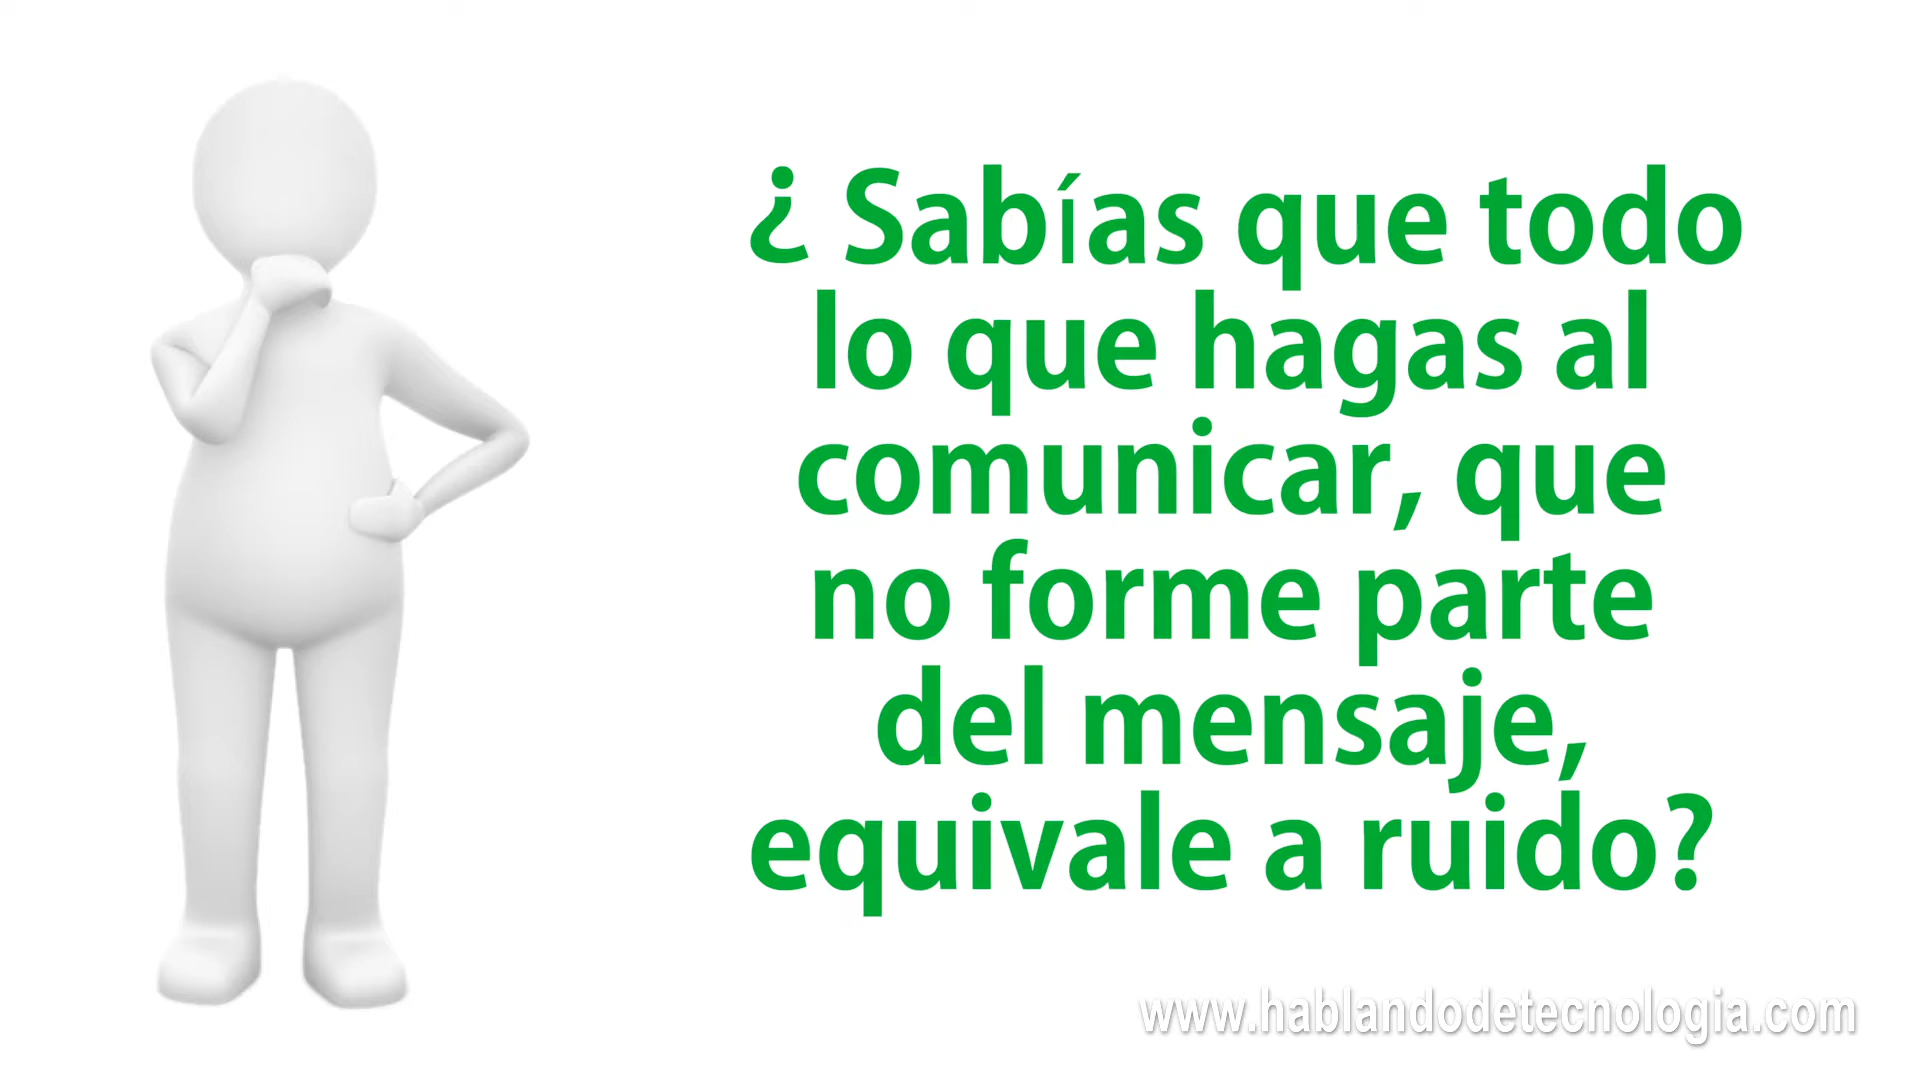 ¿ Sabías que todo
lo que hagas al
comunicar, que
no forme parte
del mensaje,
equivale a ruido?
www.hablandodetecnologia.com